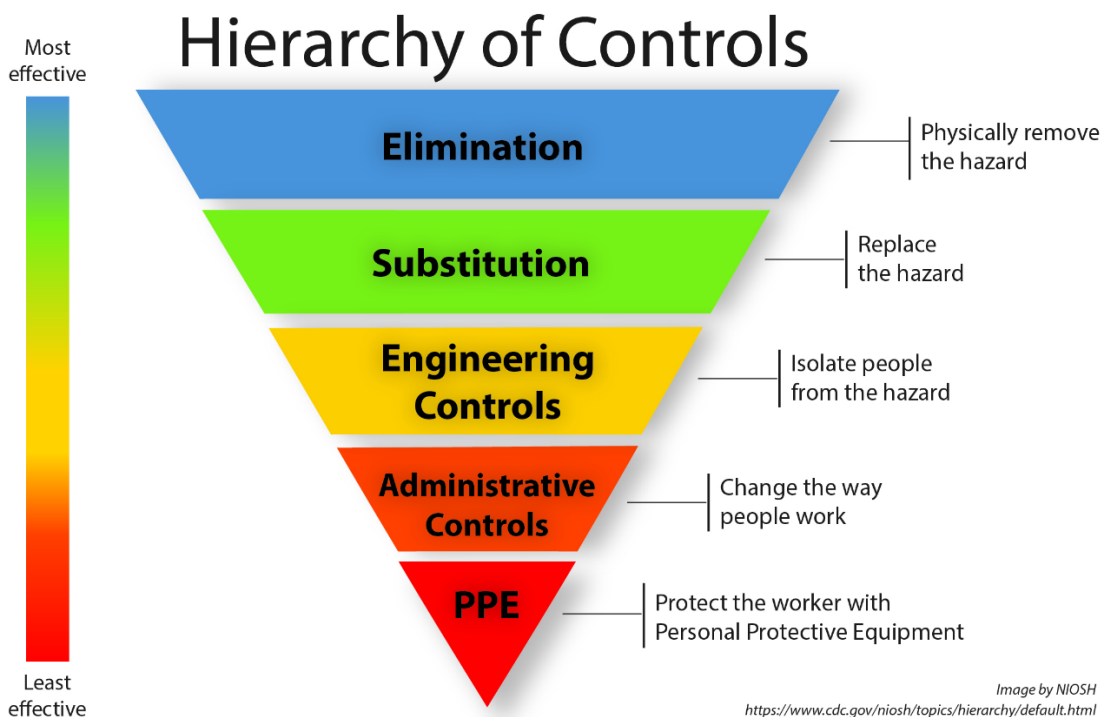 Hierarchy of Controls
Most
effective
Elimination
Physically remove
the hazard
Substitution
Replace
the hazard
Engineering
Controls
Isolate people
from the hazard
Administrative
Controls
Change the way
people work
PPE
Protect the worker with
Personal Protective Equipment
Least
effective
Image by NIOSH
https://www.cdc.gov/niosh/topics/hierarchy/default.html